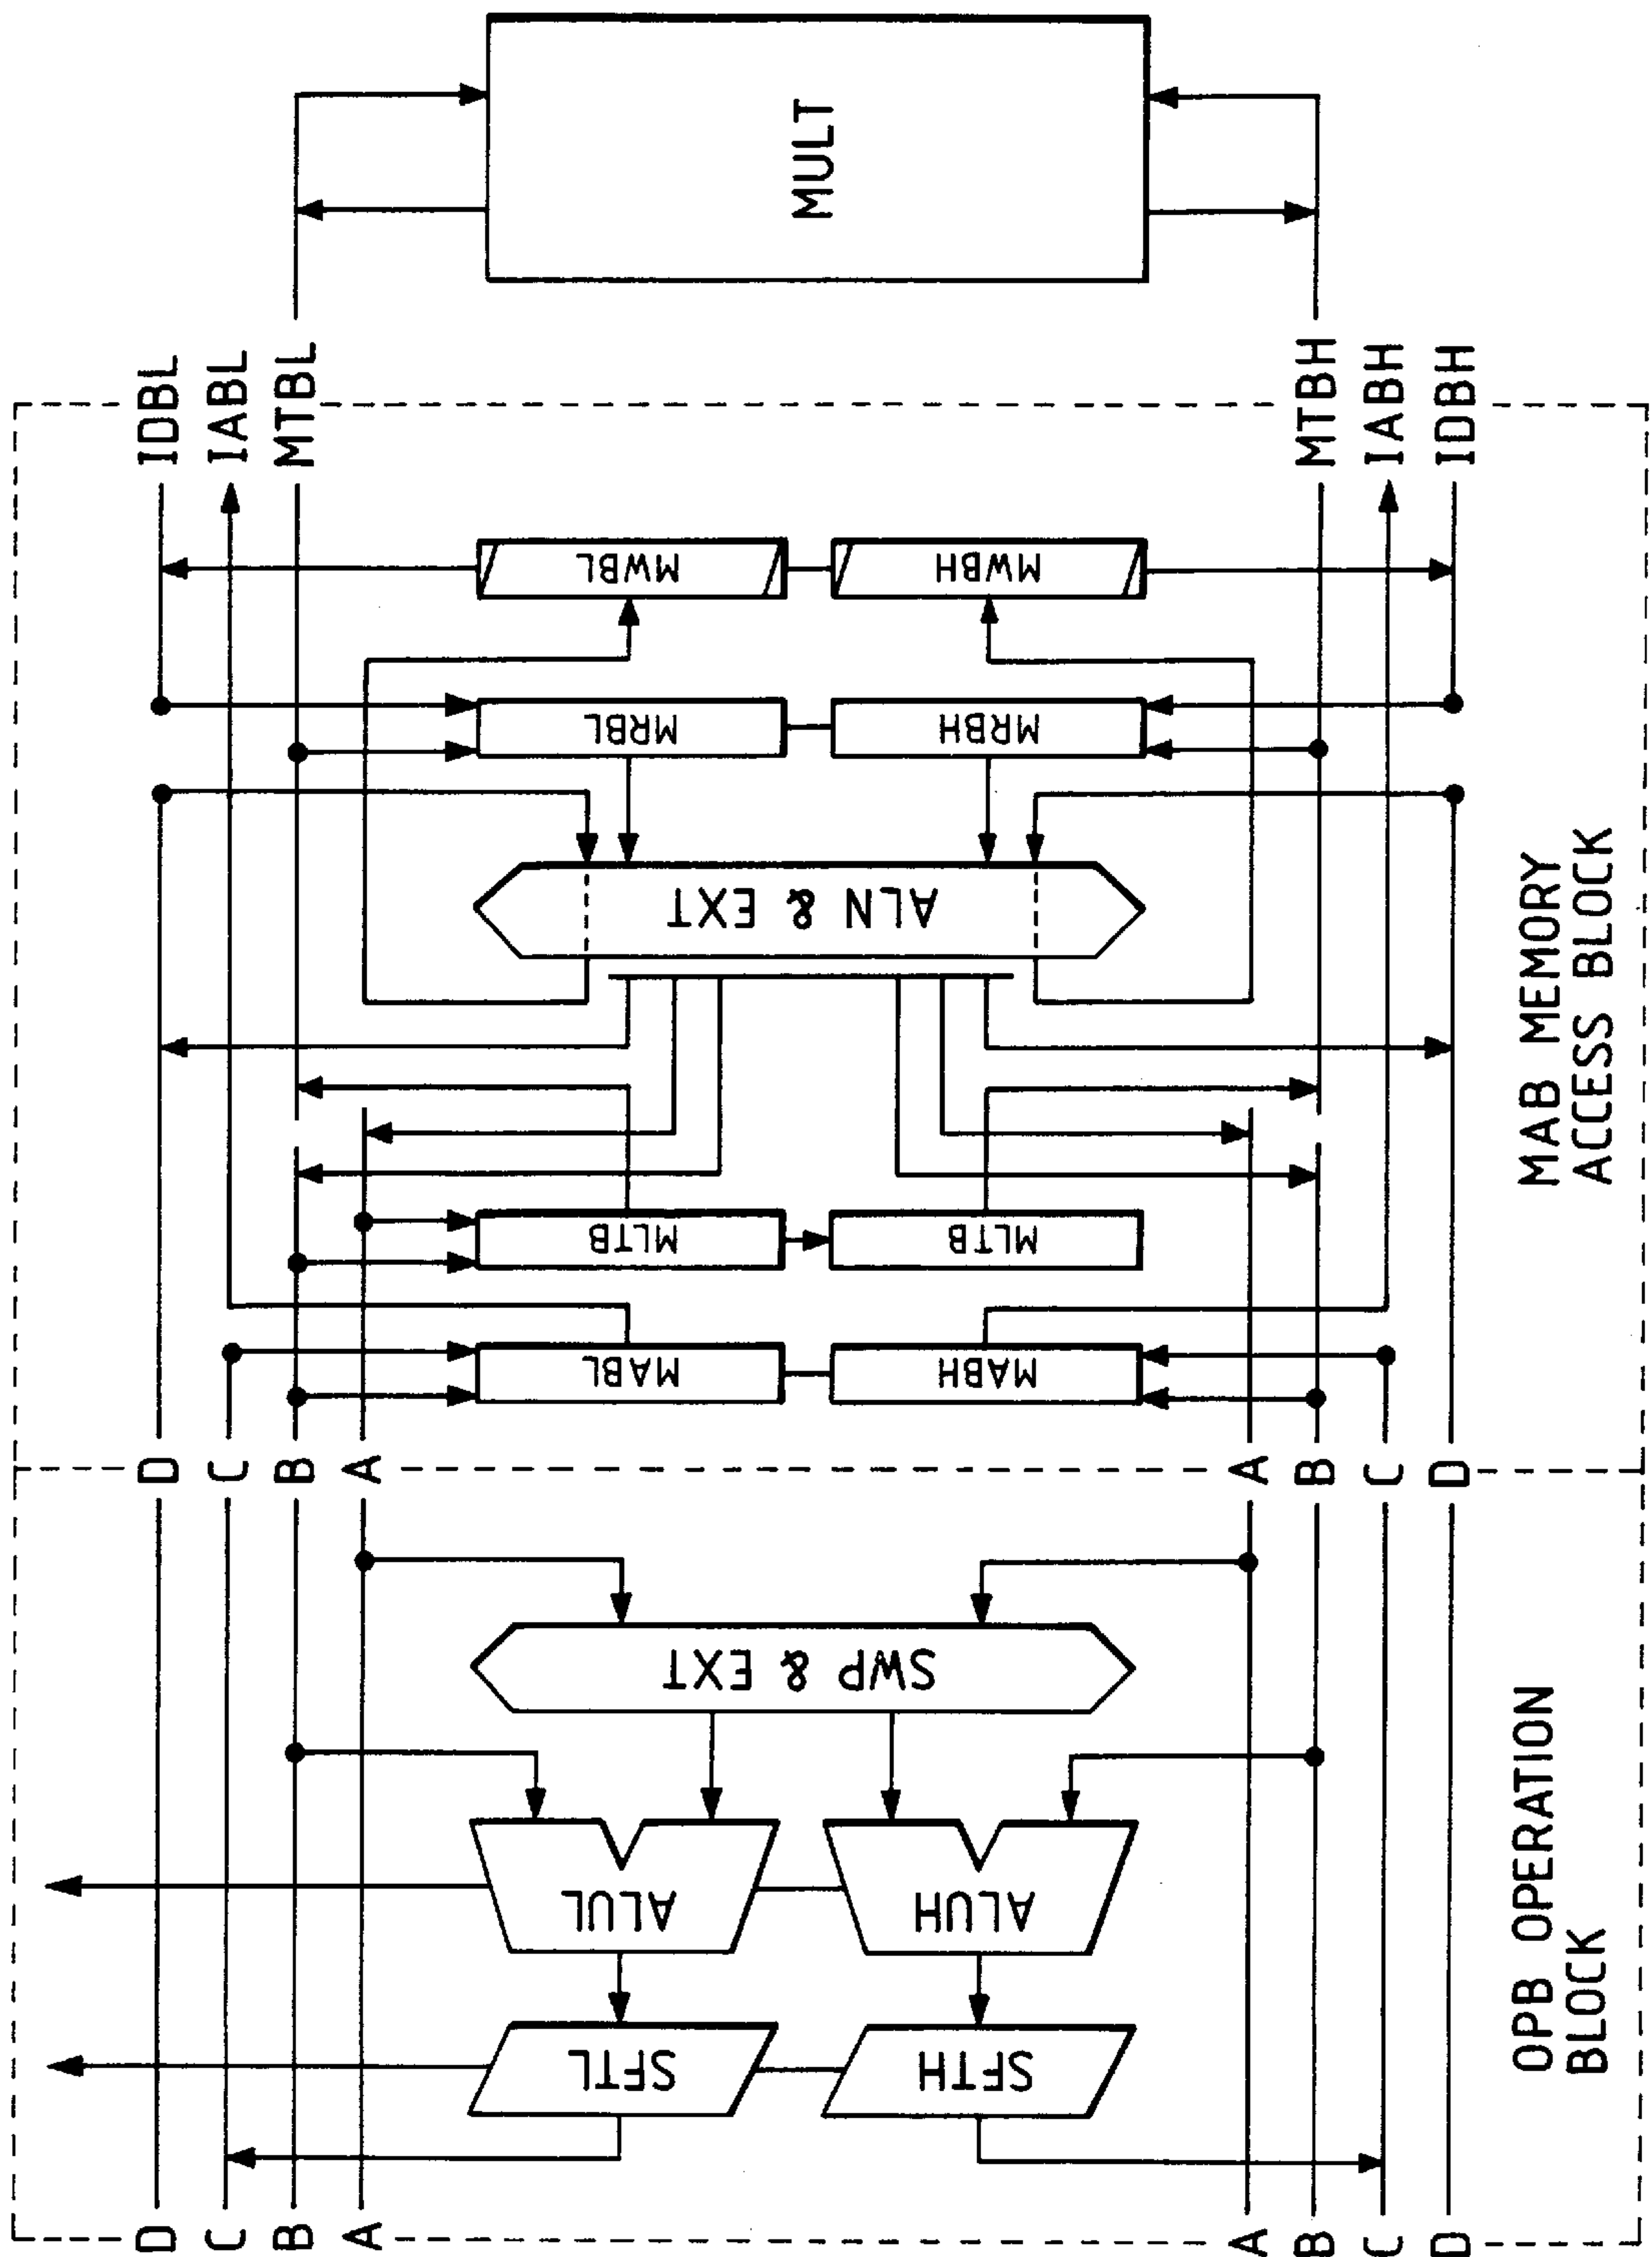 MULT
IDBL
IABL
MTBL
MTBH
IABH
IDBH
MWBL
MWBH
MRBL
MRBH
ALN & EXT
MLTB
MLTB
MABL
MABH
MAB MEMORY
ACCESS BLOCK
D
C
B
A
A
B
C
D
SWP & EXT
ALUL
ALUH
SFTL
SFTH
OPB OPERATION
BLOCK
D
C
B
A
A
B
C
D